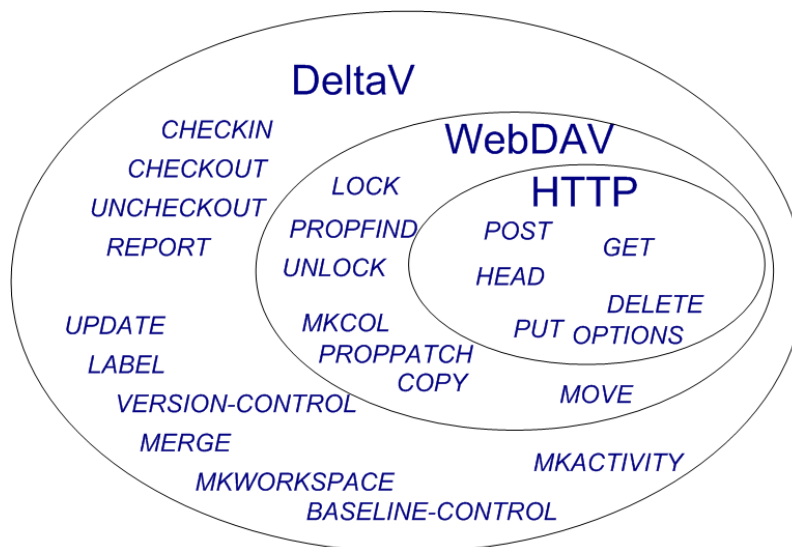 DeltaV
CHECKIN
CHECKOUT
UNCHECKOUT
REPORT
UPDATE
LABEL
VERSION-CONTROL
MERGE
MKWORKSPACE
BASELINE-CONTROL
MKACTIVITY
WebDAV
LOCK
PROPFIND
UNLOCK
MKCOL
PROPPATCH
COPY
MOVE
HTTP
POST
GET
HEAD
DELETE
PUT
OPTIONS